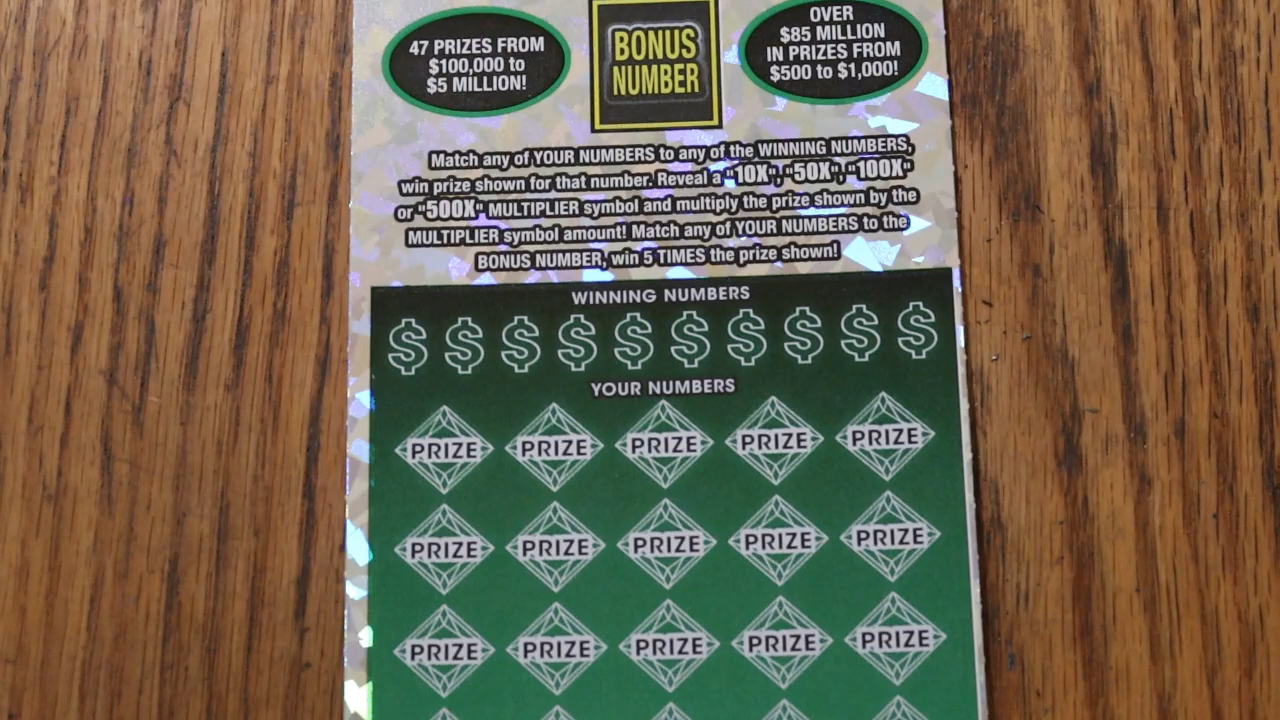 47 PRIZES FROM
$100,000 to
$5 MILLION!
BONUS
NUMBER
OVER
$85 MILLION
IN PRIZES FROM
$500 to $1,000!
Match any of YOUR NUMBERS to any of the WINNING NUMBERS,
win prize shown for that number. Reveal a "10X", "50X", "100X"
or "500X" MULTIPLIER symbol and multiply the prize shown by the
MULTIPLIER symbol amount! Match any of YOUR NUMBERS to the
BONUS NUMBER, win 5 TIMES the prize shown!
WINNING NUMBERS
$ $ $ $ $ $ $ $ $ $
YOUR NUMBERS
PRIZE PRIZE PRIZE PRIZE PRIZE
PRIZE PRIZE PRIZE PRIZE PRIZE
PRIZE PRIZE PRIZE PRIZE PRIZE